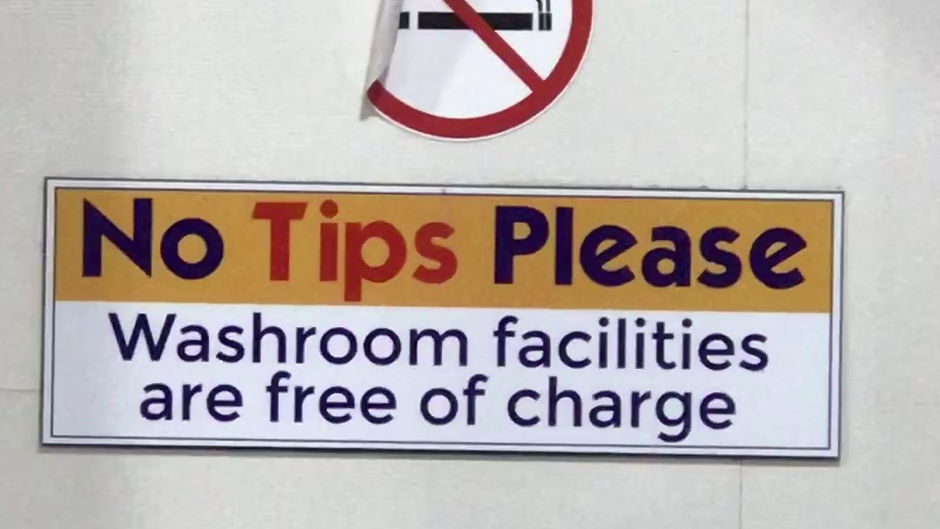 No Tips Please
Washroom facilities
are free of charge